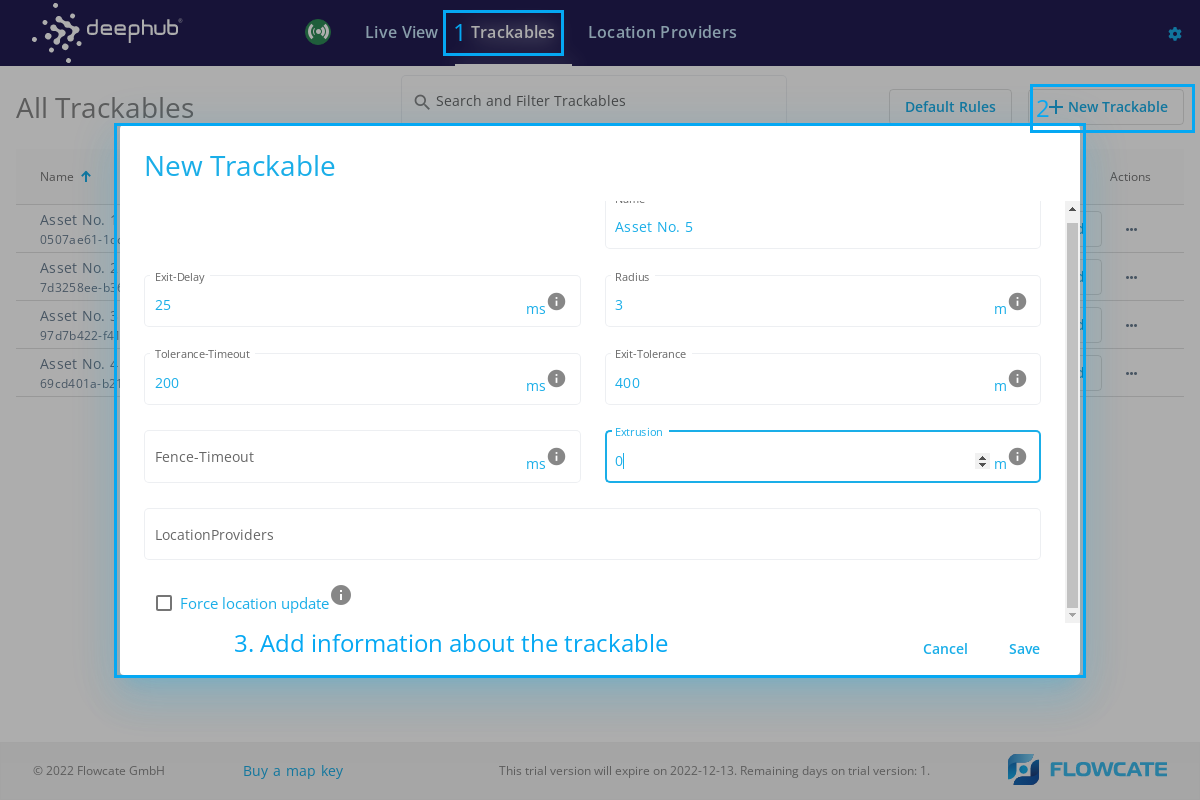 deephub
Live View
1 Trackables
Location Providers
All Trackables
Search and Filter Trackables
Default Rules
2 New Trackable
New Trackable
Name
Actions
Name
Asset No. 5
Asset No. 1
0507ae61-1
Asset No. 2
7d3258ee-b3
Asset No. 3
97d7b422-f4
Asset No. 4
69cd401a-b21
Exit-Delay
25
ms
Radius
3
m
Tolerance-Timeout
200
ms
Exit-Tolerance
400
m
Fence-Timeout
ms
Extrusion
0
m
LocationProviders
Force location update
3. Add information about the trackable
Cancel
Save
© 2022 Flowcate GmbH
Buy a map key
This trial version will expire on 2022-12-13. Remaining days on trial version: 1.
FLOWCATE